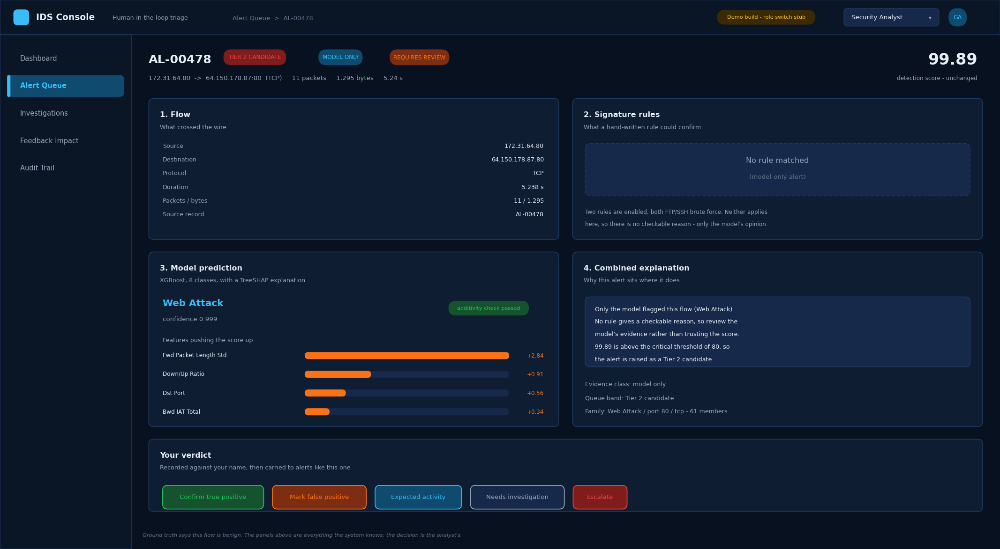 IDS Console
Human-in-the-loop triage
Alert Queue > AL-00478
Demo build - role switch stub
Security Analyst ▾
GA
Dashboard
Alert Queue
Investigations
Feedback Impact
Audit Trail
AL-00478
TIER 2 CANDIDATE
MODEL ONLY
REQUIRES REVIEW
99.89
172.31.64.80 -> 64.150.178.87:80 (TCP) 11 packets 1,295 bytes 5.24 s
detection score - unchanged
1. Flow
What crossed the wire
Source 172.31.64.80
Destination 64.150.178.87:80
Protocol TCP
Duration 5.238 s
Packets / bytes 11 / 1,295
Source record AL-00478
2. Signature rules
What a hand-written rule could confirm
No rule matched
(model-only alert)
Two rules are enabled, both FTP/SSH brute force. Neither applies
here, so there is no checkable reason - only the model's opinion.
3. Model prediction
XGBoost, 8 classes, with a TreeSHAP explanation
Web Attack
additivity check passed
confidence 0.999
Features pushing the score up
Fwd Packet Length Std +2.84
Down/Up Ratio +0.91
Dst Port +0.56
Bwd IAT Total +0.34
4. Combined explanation
Why this alert sits where it does
Only the model flagged this flow (Web Attack).
No rule gives a checkable reason, so review the
model's evidence rather than trusting the score.
99.89 is above the critical threshold of 80, so
the alert is raised as a Tier 2 candidate.
Evidence class: model only
Queue band: Tier 2 candidate
Family: Web Attack / port 80 / tcp - 61 members
Your verdict
Recorded against your name, then carried to alerts like this one
Confirm true positive
Mark false positive
Expected activity
Needs investigation
Escalate
Ground truth says this flow is benign. The panels above are everything the system knows; the decision is the analyst's.